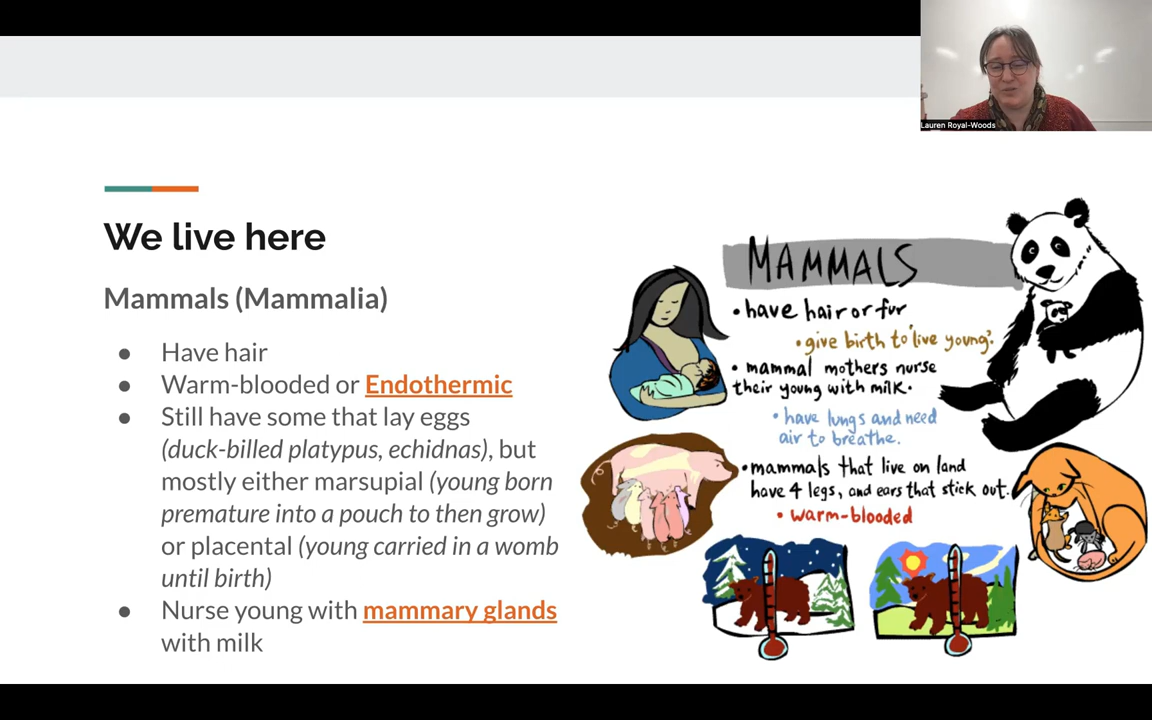 Lauren Royal-Woods
We live here
Mammals (Mammalia)
● Have hair
● Warm-blooded or Endothermic
● Still have some that lay eggs
(duck-billed platypus, echidnas), but
mostly either marsupial (young born
premature into a pouch to then grow)
or placental (young carried in a womb
until birth)
● Nurse young with mammary glands
with milk
MAMMALS
• have hair or fur
• give birth to "live young".
• mammal mothers nurse
their young with milk.
• have lungs and need
air to breathe.
• mammals that live on land
have 4 legs, and ears that stick out.
• warm-blooded